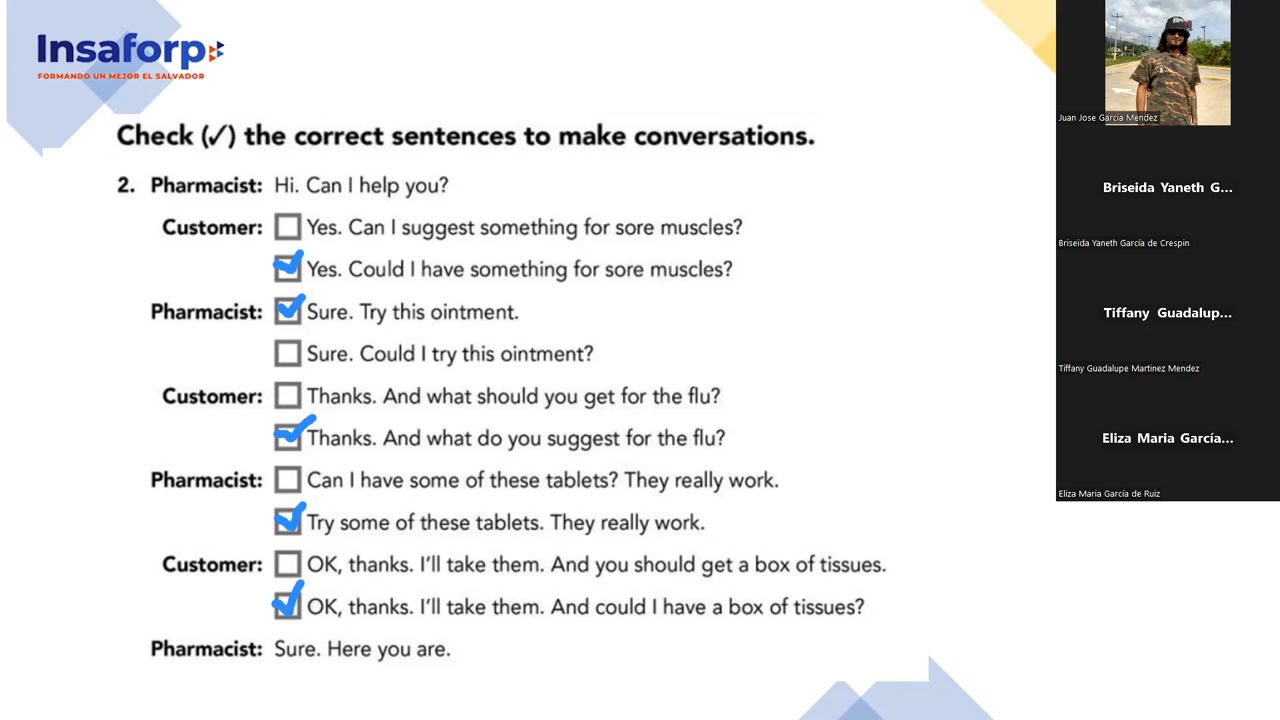 Insaforp
FORMANDO UN MEJOR EL SALVADOR
Check (✓) the correct sentences to make conversations.
2. Pharmacist: Hi. Can I help you?
Customer: Yes. Can I suggest something for sore muscles?
Yes. Could I have something for sore muscles?
Pharmacist: Sure. Try this ointment.
Sure. Could I try this ointment?
Customer: Thanks. And what should you get for the flu?
Thanks. And what do you suggest for the flu?
Pharmacist: Can I have some of these tablets? They really work.
Try some of these tablets. They really work.
Customer: OK, thanks. I'll take them. And you should get a box of tissues.
OK, thanks. I'll take them. And could I have a box of tissues?
Pharmacist: Sure. Here you are.
Juan Jose Garcia Mendez
Briseida Yaneth G...
Briseida Yaneth García de Crespin
Tiffany Guadalup...
Tiffany Guadalupe Martinez Mendez
Eliza Maria García...
Eliza Maria García de Ruiz